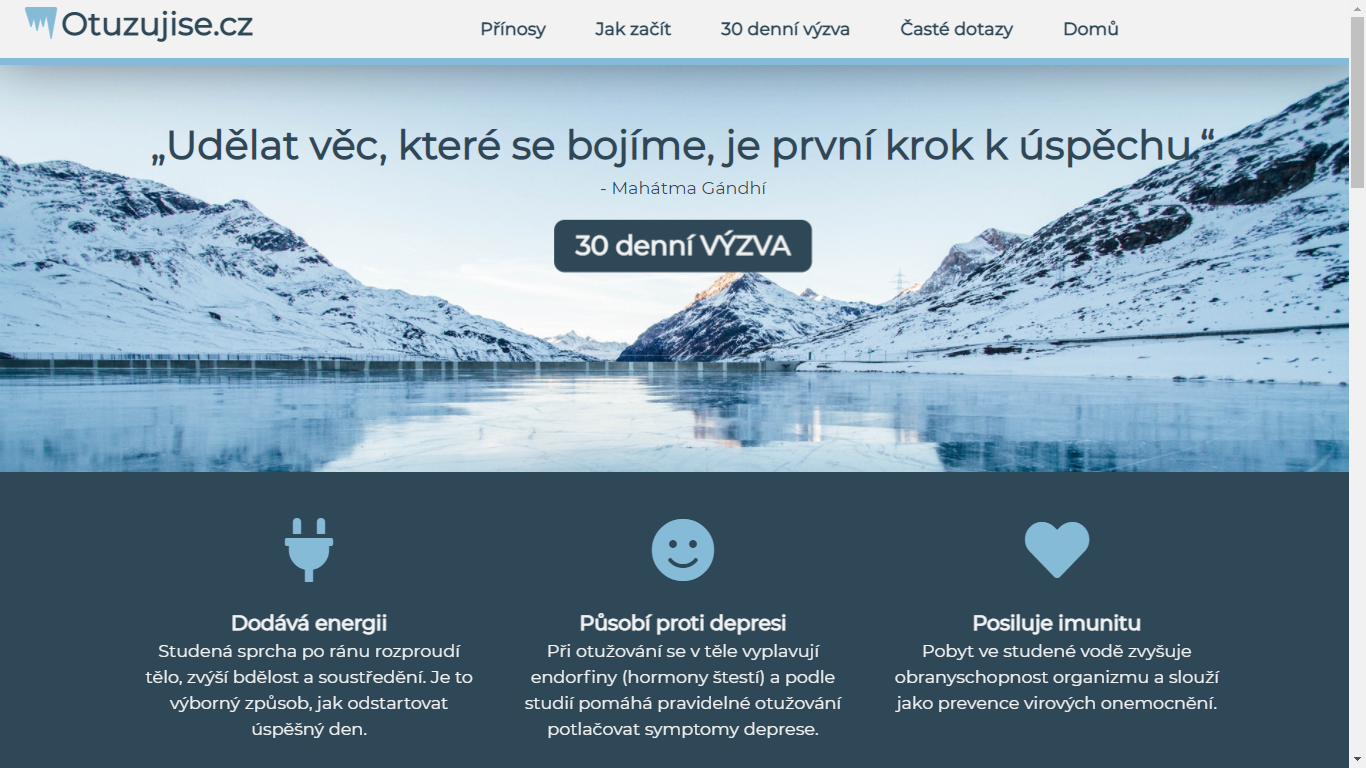 Otuzujise.cz
Přínosy Jak začít 30 denní výzva Časté dotazy Domů
„Udělat věc, které se bojíme, je první krok k úspěchu.“
- Mahátma Gándhí
30 denní VÝZVA
Dodává energii
Studená sprcha po ránu rozproudí
tělo, zvýší bdělost a soustředění. Je to
výborný způsob, jak odstartovat
úspěšný den.
Působí proti depresi
Při otužování se v těle vyplavují
endorfiny (hormony štestí) a podle
studií pomáhá pravidelné otužování
potlačovat symptomy deprese.
Posiluje imunitu
Pobyt ve studené vodě zvyšuje
obranyschopnost organizmu a slouží
jako prevence virových onemocnění.